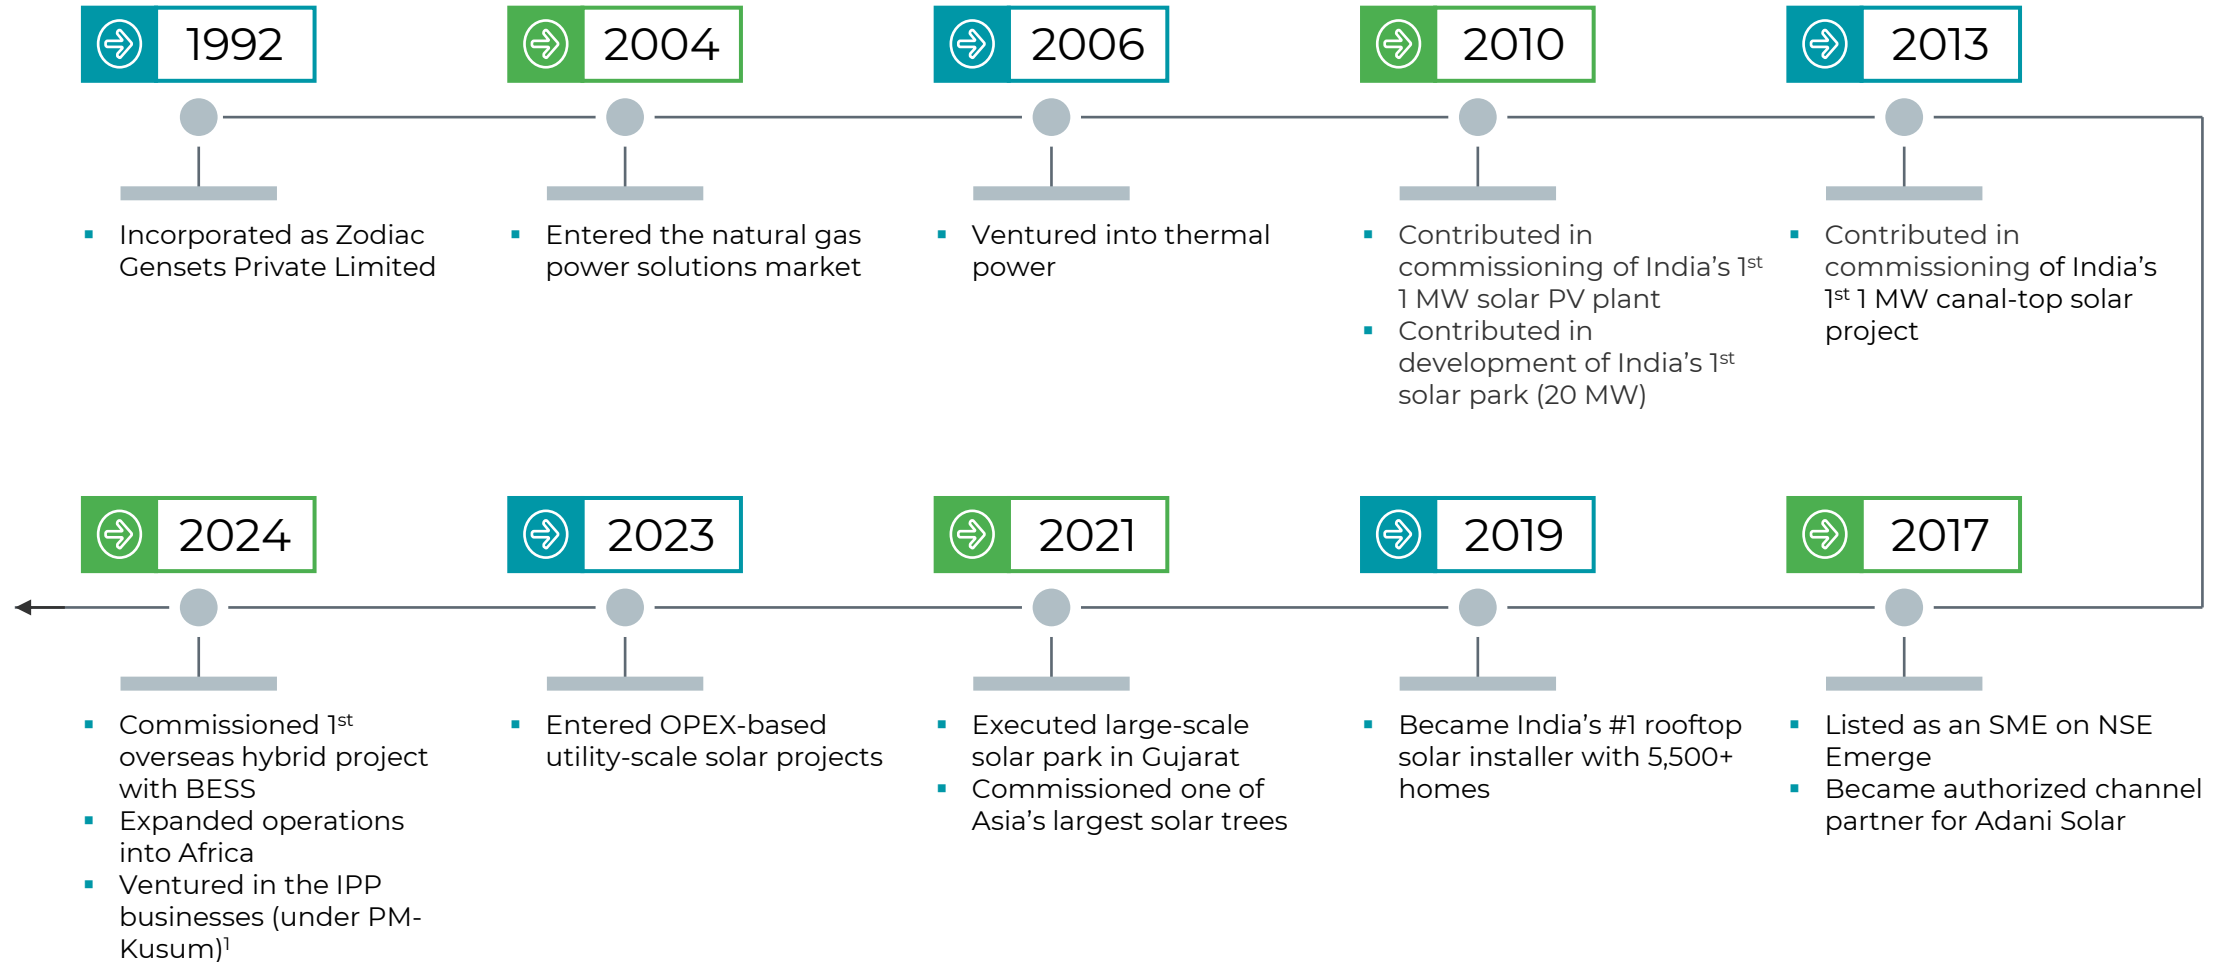 1992
▪ Incorporated as Zodiac
Gensets Private Limited
2004
▪ Entered the natural gas
power solutions market
2006
▪ Ventured into thermal
power
2010
▪ Contributed in
commissioning of India’s 1st
1 MW solar PV plant
▪ Contributed in
development of India’s 1st
solar park (20 MW)
2013
▪ Contributed in
commissioning of India’s
1st 1 MW canal-top solar
project
2017
▪ Listed as an SME on NSE
Emerge
▪ Became authorized channel
partner for Adani Solar
2019
▪ Became India’s #1 rooftop
solar installer with 5,500+
homes
2021
▪ Executed large-scale
solar park in Gujarat
▪ Commissioned one of
Asia’s largest solar trees
2023
▪ Entered OPEX-based
utility-scale solar projects
2024
▪ Commissioned 1st
overseas hybrid project
with BESS
▪ Expanded operations
into Africa
▪ Ventured in the IPP
businesses (under PM-
Kusum)1